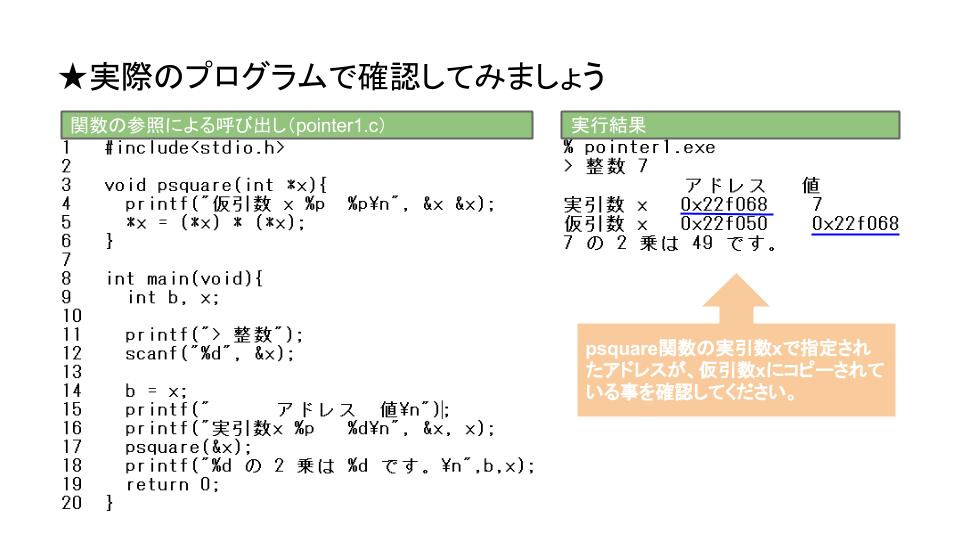 ★実際のプログラムで確認してみましょう
関数の参照による呼び出し(pointer1.c)
1 #include<stdio.h>
2
3 void psquare(int *x){
4 printf("仮引数 x %p %p¥n", &x &x);
5 *x = (*x) * (*x);
6 }
7
8 int main(void){
9 int b, x;
10
11 printf("> 整数");
12 scanf("%d", &x);
13
14 b = x;
15 printf(" アドレス 値¥n");
16 printf("実引数x %p %d¥n", &x, x);
17 psquare(&x);
18 printf("%d の 2 乗は %d です。¥n",b,x);
19 return 0;
20 }
実行結果
% pointer1.exe
> 整数 7
アドレス 値
実引数 x 0x22f068 7
仮引数 x 0x22f050 0x22f068
7 の 2 乗は 49 です。
psquare関数の実引数xで指定され
たアドレスが、仮引数xにコピーされて
いる事を確認してください。